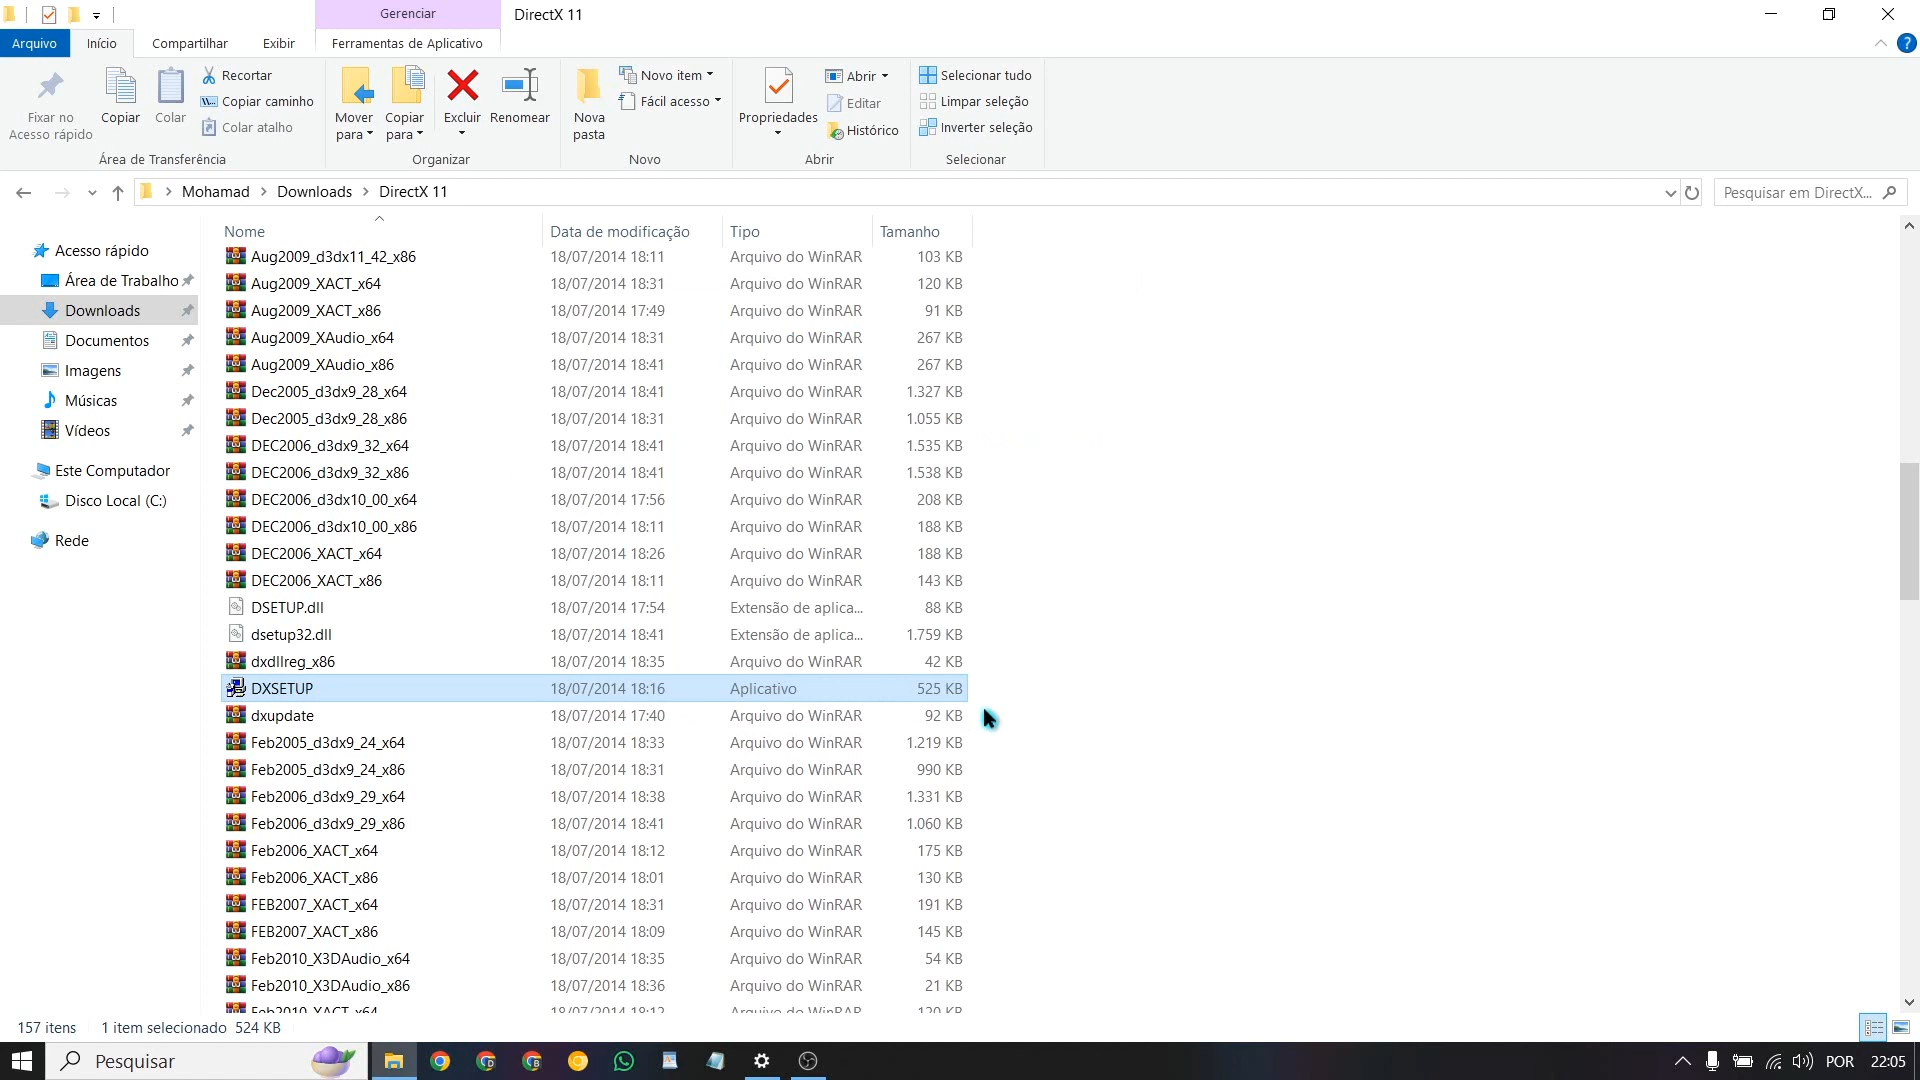 Gerenciar
DirectX 11
Arquivo
Início
Compartilhar
Exibir
Ferramentas de Aplicativo
Fixar no
Acesso rápido
Copiar
Colar
Recortar
Copiar caminho
Colar atalho
Área de Transferência
Mover
para
Copiar
para
Excluir
Renomear
Organizar
Nova
pasta
Novo item
Fácil acesso
Novo
Propriedades
Abrir
Editar
Histórico
Abrir
Selecionar tudo
Limpar seleção
Inverter seleção
Selecionar
Mohamad > Downloads > DirectX 11
Pesquisar em DirectX...
Acesso rápido
Área de Trabalho
Downloads
Documentos
Imagens
Músicas
Vídeos
Este Computador
Disco Local (C:)
Rede
Nome Data de modificação Tipo Tamanho
Aug2009_d3dx11_42_x86 18/07/2014 18:11 Arquivo do WinRAR 103 KB
Aug2009_XACT_x64 18/07/2014 18:31 Arquivo do WinRAR 120 KB
Aug2009_XACT_x86 18/07/2014 17:49 Arquivo do WinRAR 91 KB
Aug2009_XAudio_x64 18/07/2014 18:31 Arquivo do WinRAR 267 KB
Aug2009_XAudio_x86 18/07/2014 18:41 Arquivo do WinRAR 267 KB
Dec2005_d3dx9_28_x64 18/07/2014 18:41 Arquivo do WinRAR 1.327 KB
Dec2005_d3dx9_28_x86 18/07/2014 18:31 Arquivo do WinRAR 1.055 KB
DEC2006_d3dx9_32_x64 18/07/2014 18:41 Arquivo do WinRAR 1.535 KB
DEC2006_d3dx9_32_x86 18/07/2014 18:41 Arquivo do WinRAR 1.538 KB
DEC2006_d3dx10_00_x64 18/07/2014 17:56 Arquivo do WinRAR 208 KB
DEC2006_d3dx10_00_x86 18/07/2014 18:11 Arquivo do WinRAR 188 KB
DEC2006_XACT_x64 18/07/2014 18:26 Arquivo do WinRAR 188 KB
DEC2006_XACT_x86 18/07/2014 18:11 Arquivo do WinRAR 143 KB
DSETUP.dll 18/07/2014 17:54 Extensão de aplica... 88 KB
dsetup32.dll 18/07/2014 18:41 Extensão de aplica... 1.759 KB
dxdllreg_x86 18/07/2014 18:35 Arquivo do WinRAR 42 KB
DXSETUP 18/07/2014 18:16 Aplicativo 525 KB
dxupdate 18/07/2014 17:40 Arquivo do WinRAR 92 KB
Feb2005_d3dx9_24_x64 18/07/2014 18:33 Arquivo do WinRAR 1.219 KB
Feb2005_d3dx9_24_x86 18/07/2014 18:31 Arquivo do WinRAR 990 KB
Feb2006_d3dx9_29_x64 18/07/2014 18:38 Arquivo do WinRAR 1.331 KB
Feb2006_d3dx9_29_x86 18/07/2014 18:41 Arquivo do WinRAR 1.060 KB
Feb2006_XACT_x64 18/07/2014 18:12 Arquivo do WinRAR 175 KB
Feb2006_XACT_x86 18/07/2014 18:01 Arquivo do WinRAR 130 KB
FEB2007_XACT_x64 18/07/2014 18:31 Arquivo do WinRAR 191 KB
FEB2007_XACT_x86 18/07/2014 18:09 Arquivo do WinRAR 145 KB
Feb2010_X3DAudio_x64 18/07/2014 18:35 Arquivo do WinRAR 54 KB
Feb2010_X3DAudio_x86 18/07/2014 18:36 Arquivo do WinRAR 21 KB
Feb2010_XACT_x64 18/07/2014 18:12 Arquivo do WinRAR 120 KB
157 itens 1 item selecionado 524 KB
Pesquisar
POR 22:05